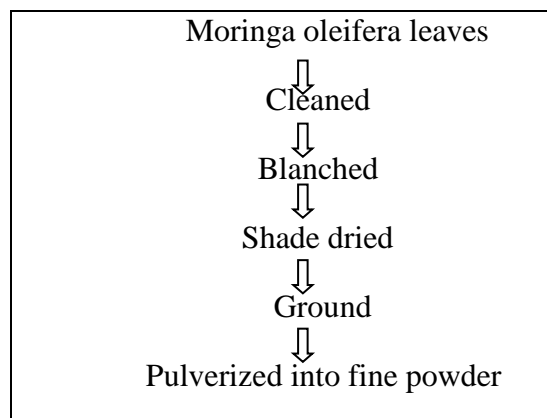 Moringa oleifera leaves
Cleaned
Blanched
Shade dried
Ground
Pulverized into fine powder